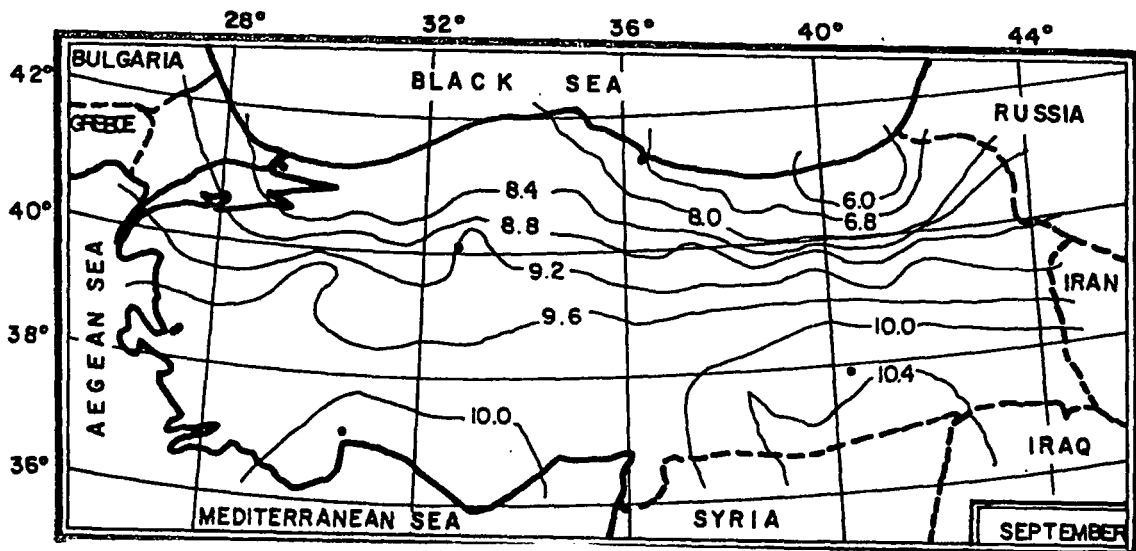 28° 32° 36° 40° 44°
42° BULGARIA BLACK SEA RUSSIA
GREECE
8.4 8.0 6.0
40° 8.8 6.8
9.2 IRAN
AEGEAN SEA
9.6 10.0
38°
10.4
10.0
IRAQ
36°
MEDITERRANEAN SEA SYRIA SEPTEMBER